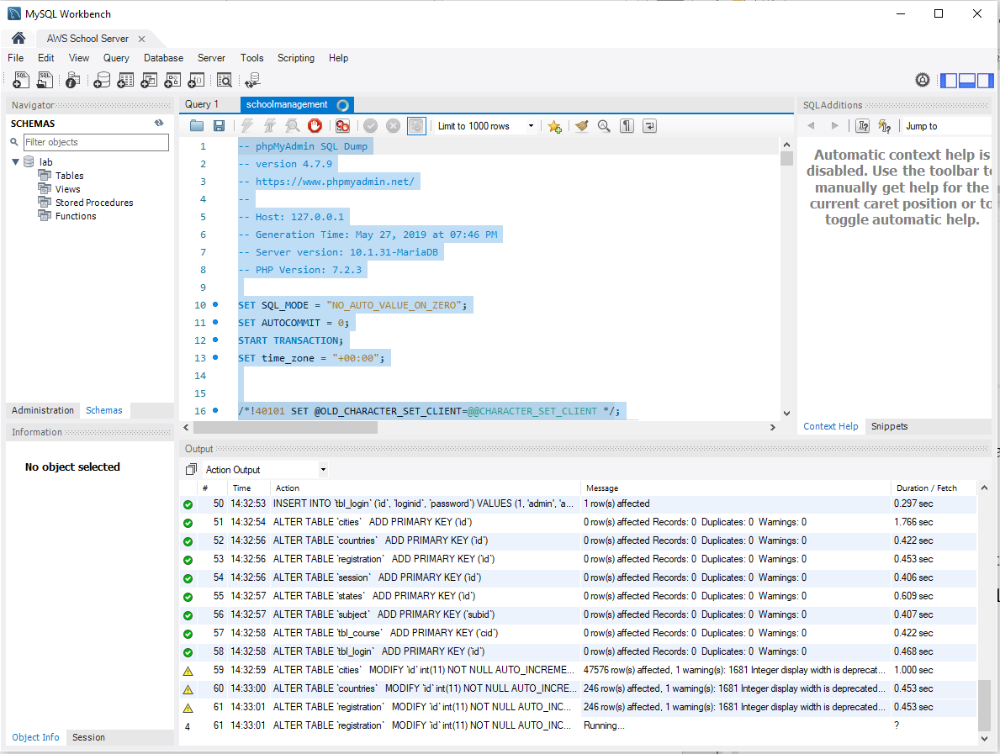 MySQL Workbench
AWS School Server
File Edit View Query Database Server Tools Scripting Help
Navigator
SCHEMAS
Filter objects
lab
Tables
Views
Stored Procedures
Functions
Administration Schemas
Information
No object selected
Object Info Session
Query 1 schoolmanagement
Limit to 1000 rows
1 -- phpMyAdmin SQL Dump
2 -- version 4.7.9
3 -- https://www.phpmyadmin.net/
4 --
5 -- Host: 127.0.0.1
6 -- Generation Time: May 27, 2019 at 07:46 PM
7 -- Server version: 10.1.31-MariaDB
8 -- PHP Version: 7.2.3
9
10 SET SQL_MODE = "NO_AUTO_VALUE_ON_ZERO";
11 SET AUTOCOMMIT = 0;
12 START TRANSACTION;
13 SET time_zone = "+00:00";
14
15
16 /*!40101 SET @OLD_CHARACTER_SET_CLIENT=@@CHARACTER_SET_CLIENT */;
SQLAdditions
Jump to
Automatic context help is
disabled. Use the toolbar to
manually get help for the
current caret position or to
toggle automatic help.
Context Help Snippets
Output
Action Output
# Time Action Message Duration / Fetch
50 14:32:53 INSERT INTO `tbl_login` (`id`, `loginid`, `password`) VALUES (1, 'admin', 'a... 1 row(s) affected 0.297 sec
51 14:32:54 ALTER TABLE `cities` ADD PRIMARY KEY (`id`) 0 row(s) affected Records: 0 Duplicates: 0 Warnings: 0 1.766 sec
52 14:32:56 ALTER TABLE `countries` ADD PRIMARY KEY (`id`) 0 row(s) affected Records: 0 Duplicates: 0 Warnings: 0 0.422 sec
53 14:32:56 ALTER TABLE `registration` ADD PRIMARY KEY (`id`) 0 row(s) affected Records: 0 Duplicates: 0 Warnings: 0 0.453 sec
54 14:32:56 ALTER TABLE `session` ADD PRIMARY KEY (`id`) 0 row(s) affected Records: 0 Duplicates: 0 Warnings: 0 0.406 sec
55 14:32:57 ALTER TABLE `states` ADD PRIMARY KEY (`id`) 0 row(s) affected Records: 0 Duplicates: 0 Warnings: 0 0.609 sec
56 14:32:57 ALTER TABLE `subject` ADD PRIMARY KEY (`subid`) 0 row(s) affected Records: 0 Duplicates: 0 Warnings: 0 0.407 sec
57 14:32:58 ALTER TABLE `tbl_course` ADD PRIMARY KEY (`cid`) 0 row(s) affected Records: 0 Duplicates: 0 Warnings: 0 0.422 sec
58 14:32:58 ALTER TABLE `tbl_login` ADD PRIMARY KEY (`id`) 0 row(s) affected Records: 0 Duplicates: 0 Warnings: 0 0.468 sec
59 14:32:59 ALTER TABLE `cities` MODIFY `id` int(11) NOT NULL AUTO_INCREME... 47576 row(s) affected, 1 warning(s): 1681 Integer display width is deprecat... 1.000 sec
60 14:33:00 ALTER TABLE `countries` MODIFY `id` int(11) NOT NULL AUTO_INCRE... 246 row(s) affected, 1 warning(s): 1681 Integer display width is deprecated... 0.453 sec
61 14:33:01 ALTER TABLE `registration` MODIFY `id` int(11) NOT NULL AUTO_INC... 246 row(s) affected, 1 warning(s): 1681 Integer display width is deprecated... 0.453 sec
4 61 14:33:01 ALTER TABLE `registration` MODIFY `id` int(11) NOT NULL AUTO_INC... Running... ?